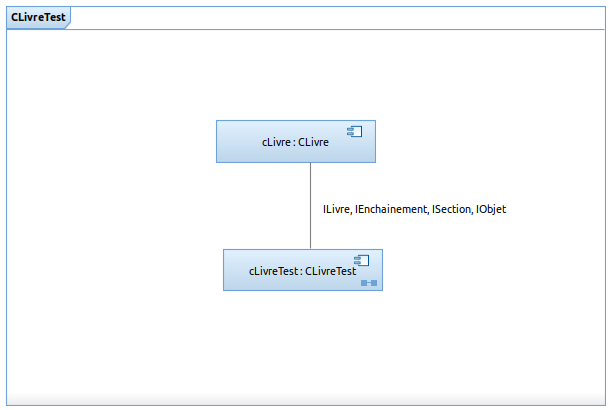 CLivreTest
cLivre : CLivre
ILivre, IEnchainement, ISection, IObjet
cLivreTest : CLivreTest